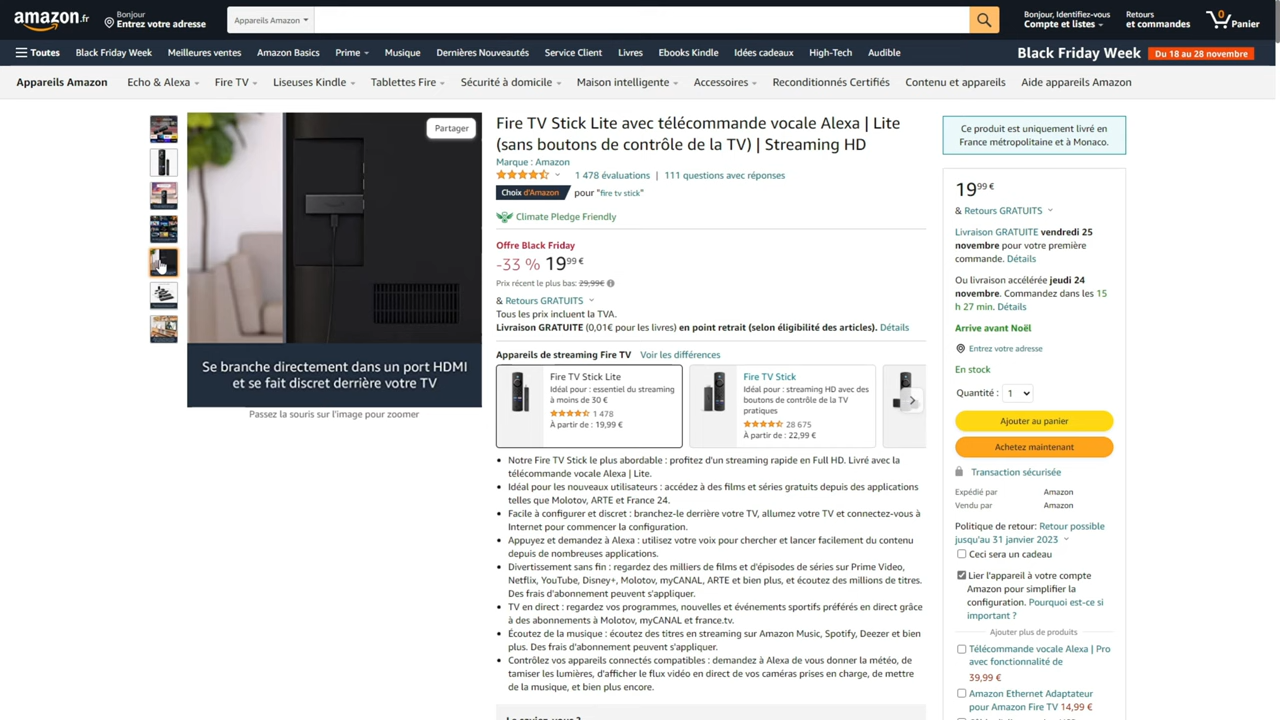 amazon.fr
Bonjour
Entrez votre adresse
Appareils Amazon
Bonjour, Identifiez-vous
Compte et listes
Retours
et commandes
0
Panier
Toutes
Black Friday Week
Meilleures ventes
Amazon Basics
Prime
Musique
Dernières Nouveautés
Service Client
Livres
Ebooks Kindle
Idées cadeaux
High-Tech
Audible
Black Friday Week
Du 18 au 28 novembre
Appareils Amazon
Echo & Alexa
Fire TV
Liseuses Kindle
Tablettes Fire
Sécurité à domicile
Maison intelligente
Accessoires
Reconditionnés Certifiés
Contenu et appareils
Aide appareils Amazon
Partager
Se branche directement dans un port HDMI
et se fait discret derrière votre TV
Passez la souris sur l'image pour zoomer
Fire TV Stick Lite avec télécommande vocale Alexa | Lite
(sans boutons de contrôle de la TV) | Streaming HD
Marque : Amazon
1 478 évaluations | 111 questions avec réponses
Choix d'Amazon pour "fire tv stick"
Climate Pledge Friendly
Offre Black Friday
-33 % 19,99 €
Prix récent le plus bas: 29,99€
& Retours GRATUITS
Tous les prix incluent la TVA.
Livraison GRATUITE (0,01€ pour les livres) en point retrait (selon éligibilité des articles). Détails
Appareils de streaming Fire TV Voir les différences
Fire TV Stick Lite
Idéal pour : essentiel du streaming
à moins de 30 €
1 478
À partir de : 19,99 €
Fire TV Stick
Idéal pour : streaming HD avec des
boutons de contrôle de la TV
pratiques
28 675
À partir de : 22,99 €
• Notre Fire TV Stick le plus abordable : profitez d'un streaming rapide en Full HD. Livré avec la
télécommande vocale Alexa | Lite.
• Idéal pour les nouveaux utilisateurs : accédez à des films et séries gratuits depuis des applications
telles que Molotov, ARTE et France 24.
• Facile à configurer et discret : branchez-le derrière votre TV, allumez votre TV et connectez-vous à
Internet pour commencer la configuration.
• Appuyez et demandez à Alexa : utilisez votre voix pour chercher et lancer facilement du contenu
depuis de nombreuses applications.
• Divertissement sans fin : regardez des milliers de films et d'épisodes de séries sur Prime Video,
Netflix, YouTube, Disney+, Molotov, myCANAL, ARTE et bien plus, et écoutez des millions de titres.
Des frais d'abonnement peuvent s'appliquer.
• TV en direct : regardez vos programmes, nouvelles et événements sportifs préférés en direct grâce
à des abonnements à Molotov, myCANAL et france.tv.
• Écoutez de la musique : écoutez des titres en streaming sur Amazon Music, Spotify, Deezer et bien
plus. Des frais d'abonnement peuvent s'appliquer.
• Contrôlez vos appareils connectés compatibles : demandez à Alexa de vous donner la météo, de
tamiser les lumières, d'afficher le flux vidéo en direct de vos caméras prises en charge, de mettre
de la musique, et bien plus encore.
Ce produit est uniquement livré en
France métropolitaine et à Monaco.
19,99 €
& Retours GRATUITS
Livraison GRATUITE vendredi 25
novembre pour votre première
commande. Détails
Ou livraison accélérée jeudi 24
novembre. Commandez dans les 15
h 27 min. Détails
Arrive avant Noël
Entrez votre adresse
En stock
Quantité : 1
Ajouter au panier
Achetez maintenant
Transaction sécurisée
Expédié par Amazon
Vendu par Amazon
Politique de retour: Retour possible
jusqu'au 31 janvier 2023
Ceci sera un cadeau
Lier l'appareil à votre compte
Amazon pour simplifier la
configuration. Pourquoi est-ce si
important ?
Ajouter plus de produits
Télécommande vocale Alexa | Pro
avec fonctionnalité de
39,99 €
Amazon Ethernet Adaptateur
pour Amazon Fire TV 14,99 €